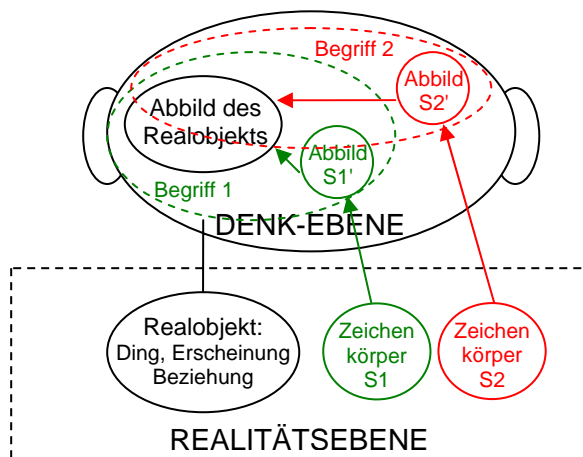 Begriff 2
Abbild
S2'
Abbild des
Realobjekts
Abbild
S1'
Begriff 1
DENK-EBENE
Realobjekt:
Ding, Erscheinung
Beziehung
Zeichen
körper
S1
Zeichen
körper
S2
REALITÄTSEBENE